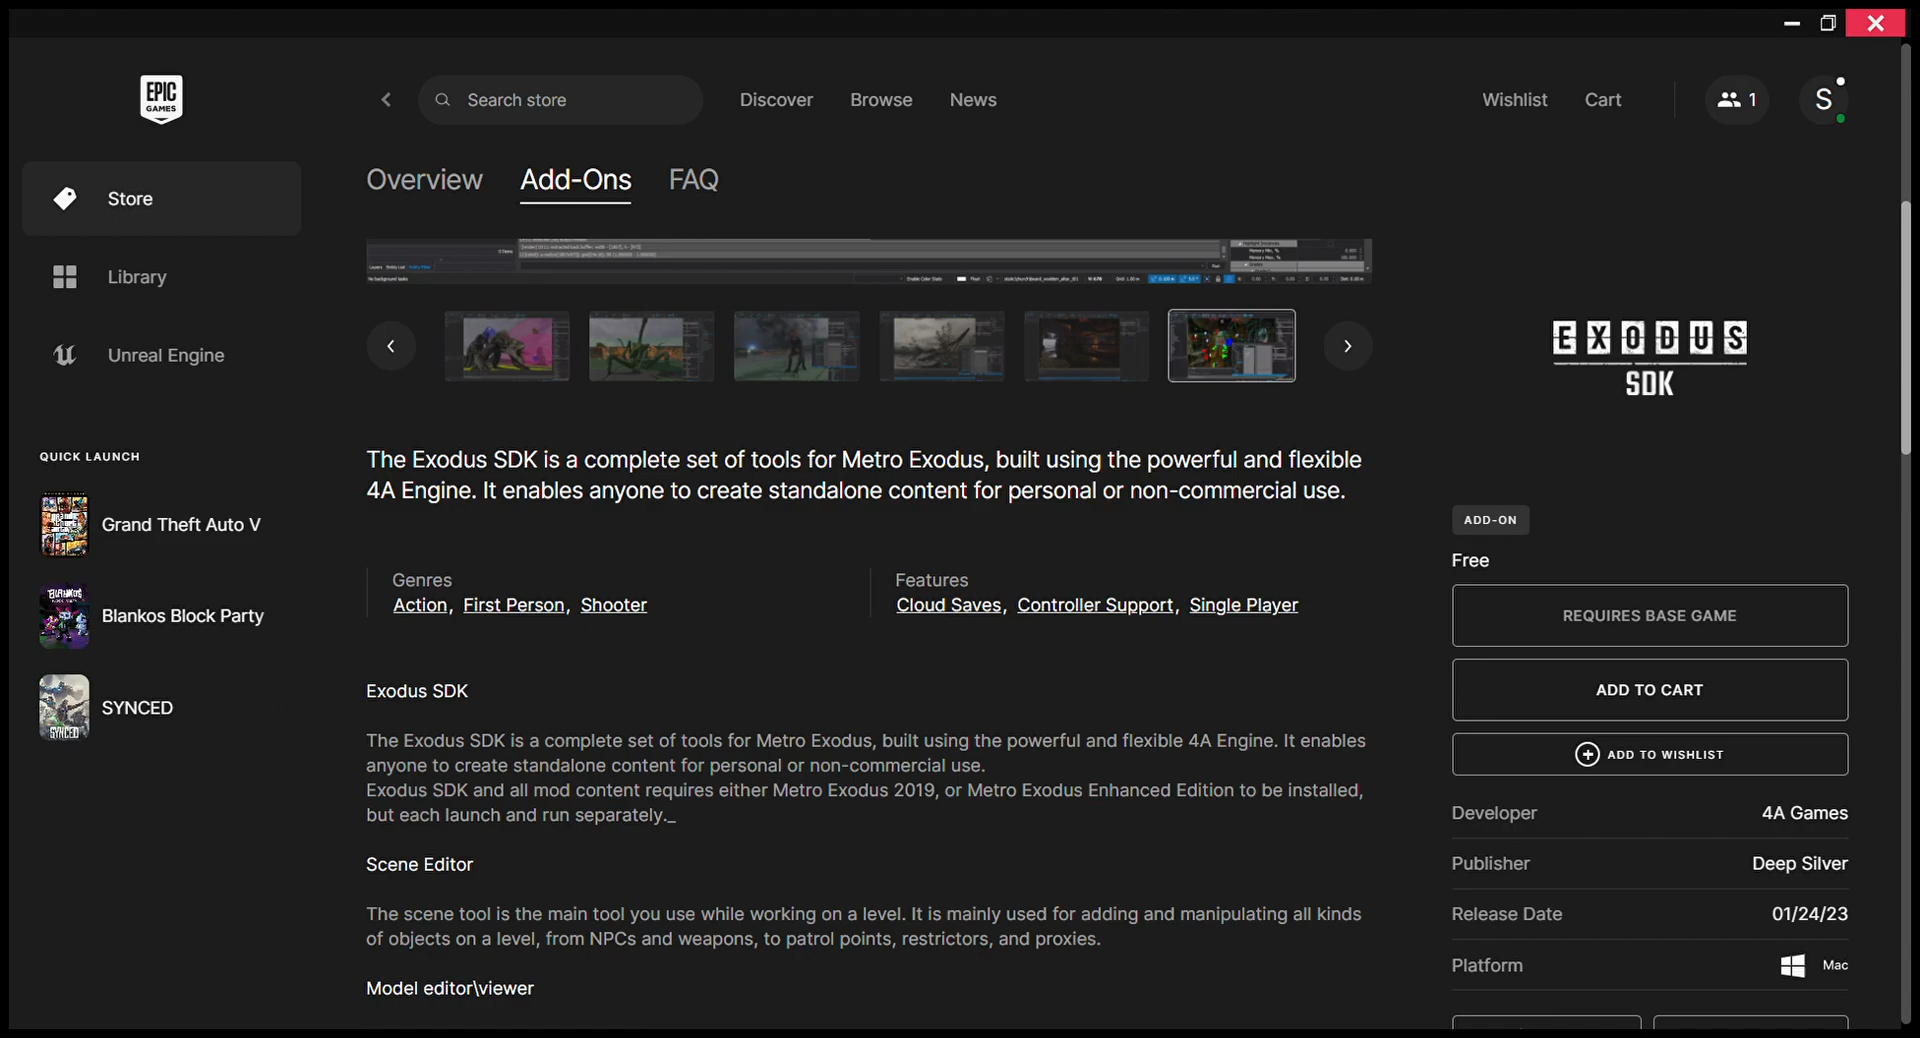 EPIC
GAMES
Search store
Discover
Browse
News
Wishlist
Cart
1
S
Store
Library
Unreal Engine
QUICK LAUNCH
Grand Theft Auto V
Blankos Block Party
SYNCED
Overview
Add-Ons
FAQ
The Exodus SDK is a complete set of tools for Metro Exodus, built using the powerful and flexible
4A Engine. It enables anyone to create standalone content for personal or non-commercial use.
Genres
Action, First Person, Shooter
Features
Cloud Saves, Controller Support, Single Player
Exodus SDK
The Exodus SDK is a complete set of tools for Metro Exodus, built using the powerful and flexible 4A Engine. It enables
anyone to create standalone content for personal or non-commercial use.
Exodus SDK and all mod content requires either Metro Exodus 2019, or Metro Exodus Enhanced Edition to be installed,
but each launch and run separately._
Scene Editor
The scene tool is the main tool you use while working on a level. It is mainly used for adding and manipulating all kinds
of objects on a level, from NPCs and weapons, to patrol points, restrictors, and proxies.
Model editor\viewer
EXODUS
SDK
ADD-ON
Free
REQUIRES BASE GAME
ADD TO CART
ADD TO WISHLIST
Developer
4A Games
Publisher
Deep Silver
Release Date
01/24/23
Platform
Mac